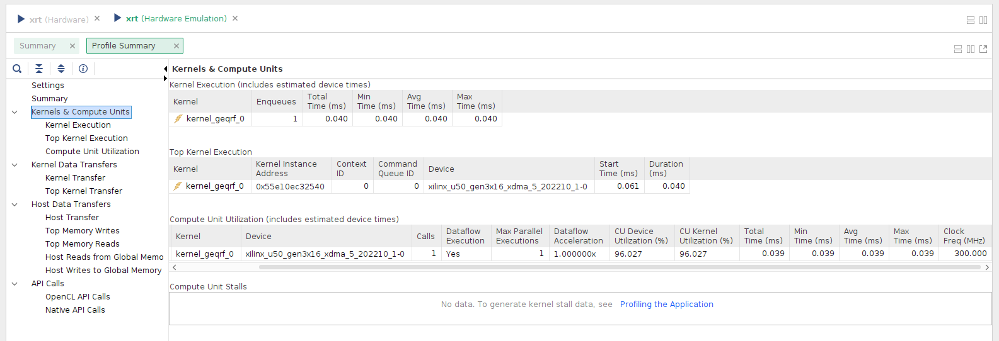 xrt (Hardware)
xrt (Hardware Emulation)
Summary
Profile Summary
Settings
Summary
Kernels & Compute Units
Kernel Execution
Top Kernel Execution
Compute Unit Utilization
Kernel Data Transfers
Kernel Transfer
Top Kernel Transfer
Host Data Transfers
Host Transfer
Top Memory Writes
Top Memory Reads
Host Reads from Global Memo
Host Writes to Global Memory
API Calls
OpenCL API Calls
Native API Calls
Kernels & Compute Units
Kernel Execution (includes estimated device times)
Kernel Enqueues Total Time (ms) Min Time (ms) Avg Time (ms) Max Time (ms)
kernel_geqrf_0 1 0.040 0.040 0.040 0.040
Top Kernel Execution
Kernel Kernel Instance Address Context ID Command Queue ID Device Start Time (ms) Duration (ms)
kernel_geqrf_0 0x55e10ec32540 0 0 xilinx_u50_gen3x16_xdma_5_202210_1-0 0.061 0.040
Compute Unit Utilization (includes estimated device times)
Kernel Device Calls Dataflow Execution Max Parallel Executions Dataflow Acceleration CU Device Utilization (%) CU Kernel Utilization (%) Total Time (ms) Min Time (ms) Avg Time (ms) Max Time (ms) Clock Freq (MHz)
kernel_geqrf_0 xilinx_u50_gen3x16_xdma_5_202210_1-0 1 Yes 1 1.000000x 96.027 96.027 0.039 0.039 0.039 0.039 300.000
Compute Unit Stalls
No data. To generate kernel stall data, see Profiling the Application